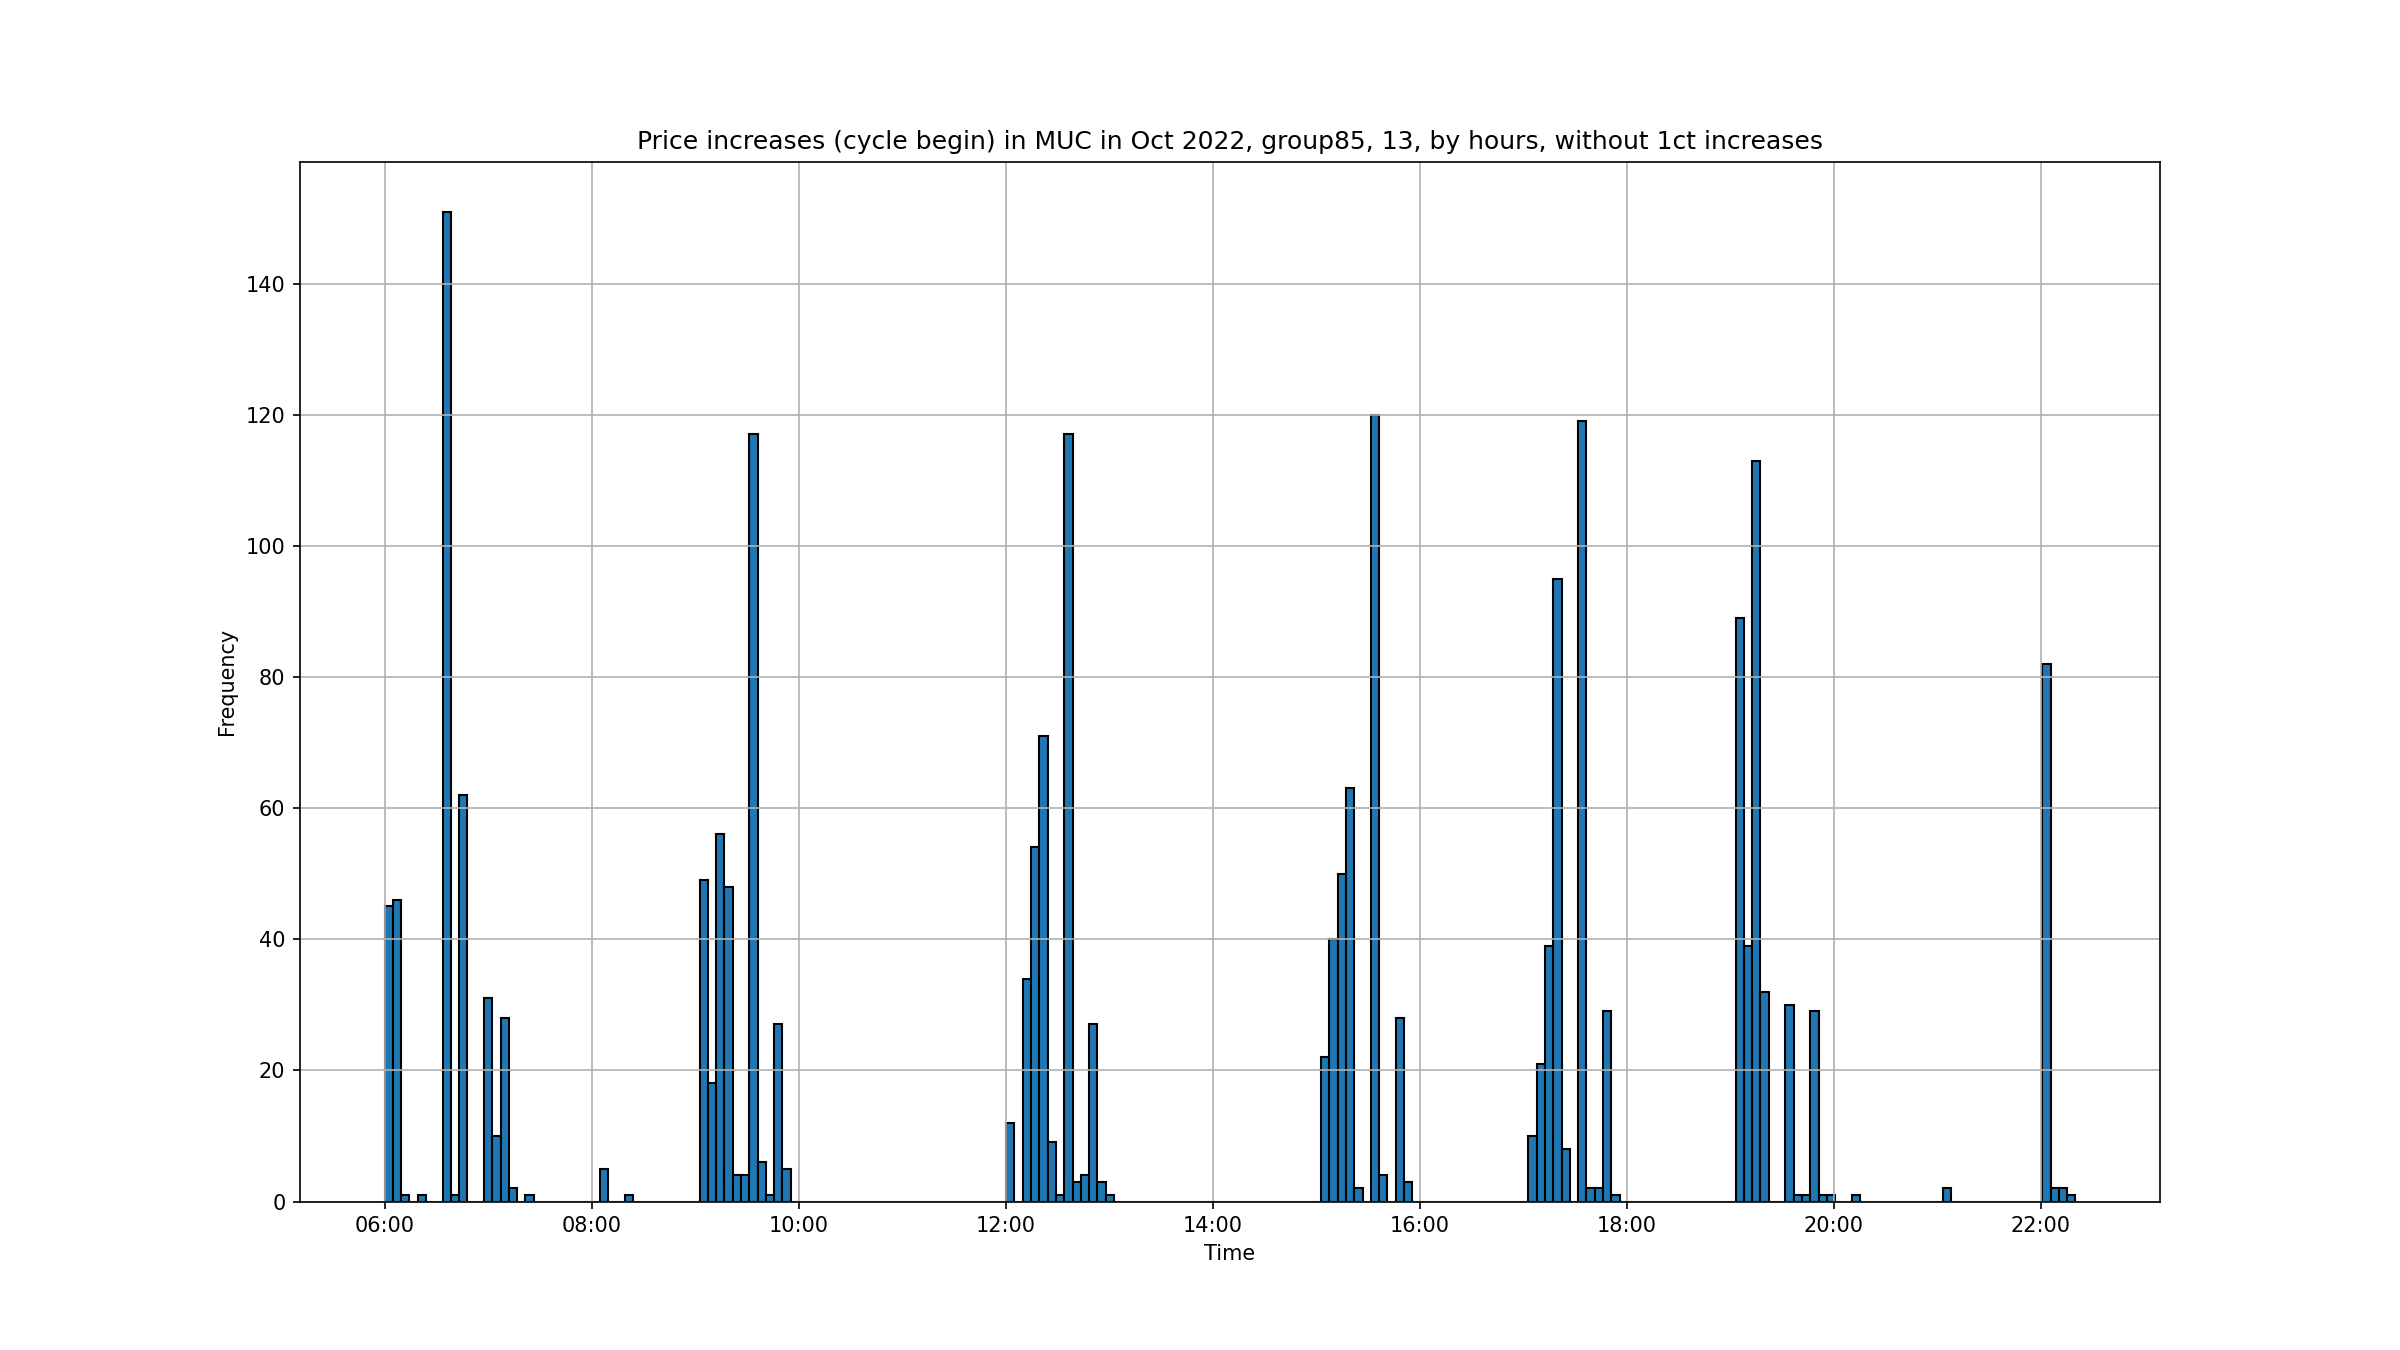 Price increases (cycle begin) in MUC in Oct 2022, group85, 13, by hours, without 1ct increases
140
120
100
80
60
40
20
0
Frequency
06:00 08:00 10:00 12:00 14:00 16:00 18:00 20:00 22:00
Time